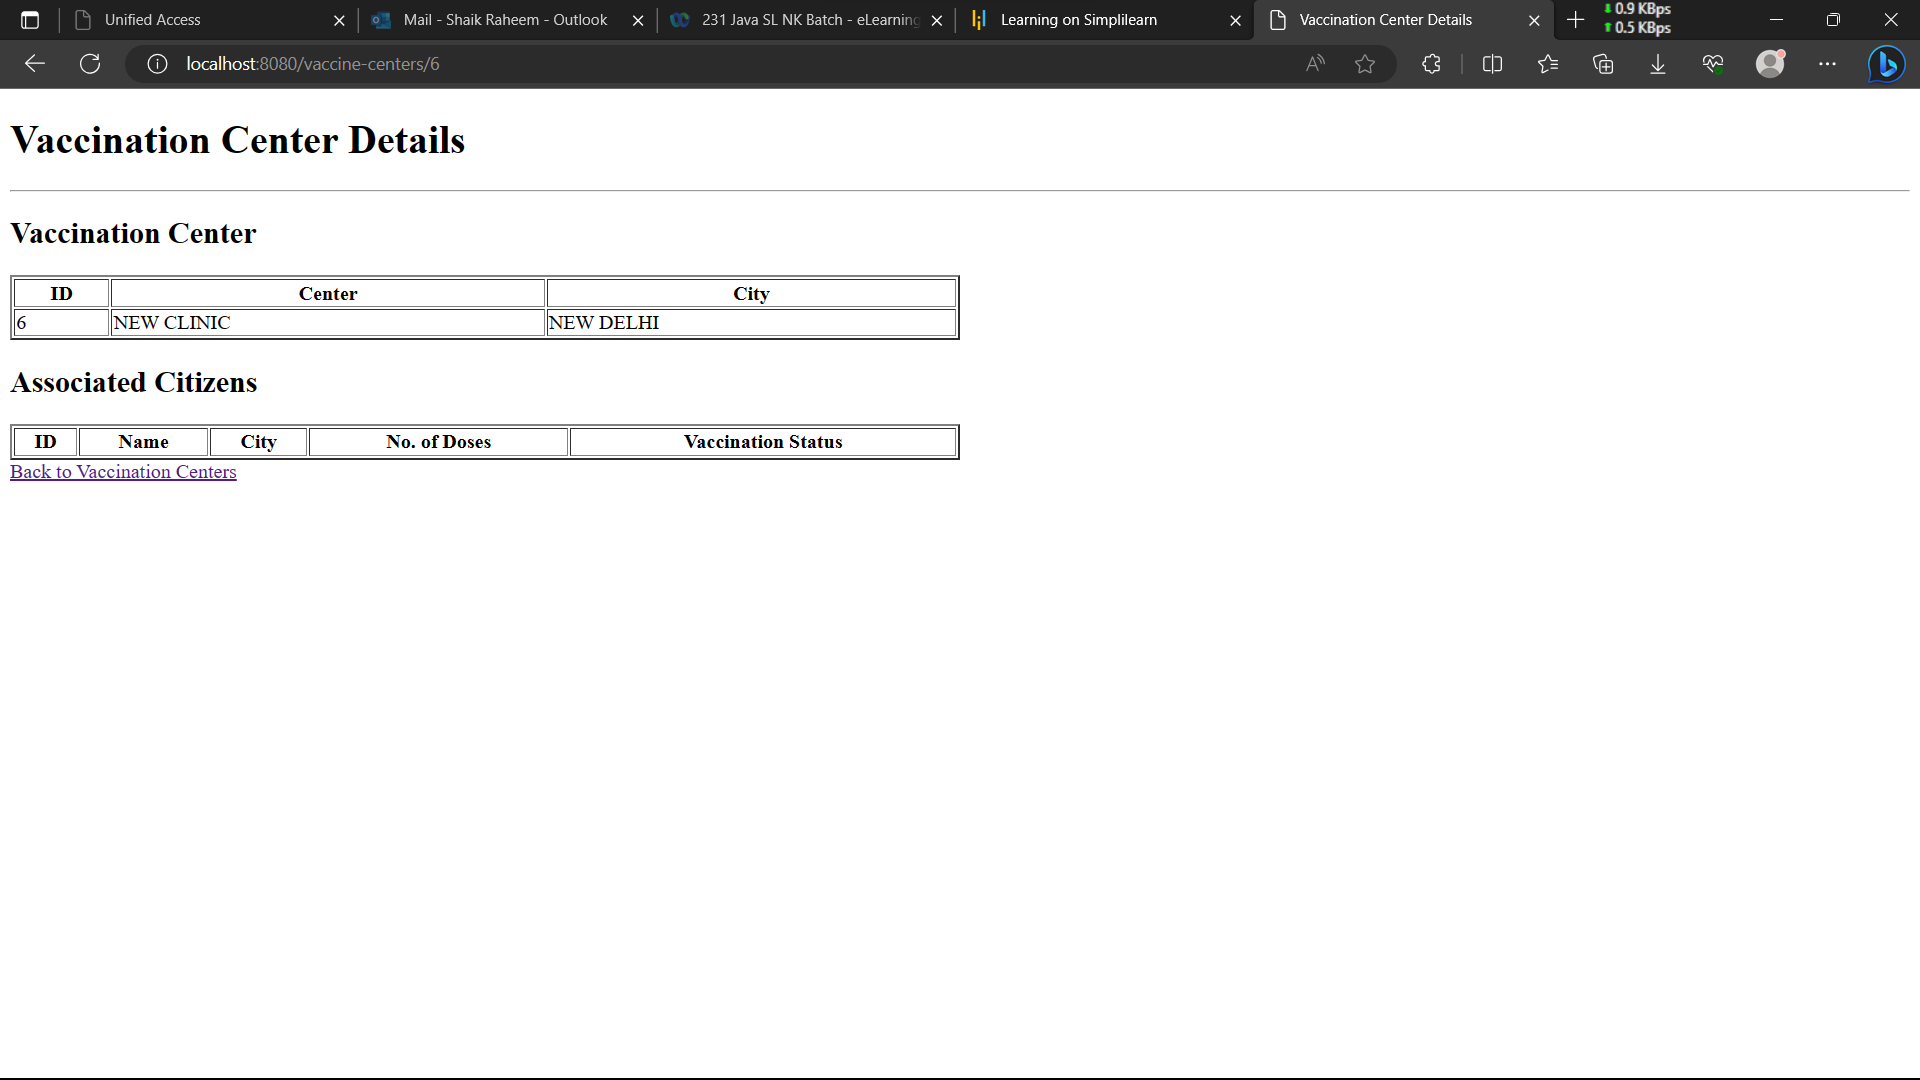 Unified Access
Mail - Shaik Raheem - Outlook
231 Java SL NK Batch - eLearning
Learning on Simplilearn
Vaccination Center Details
0.9 KBps
0.5 KBps
localhost:8080/vaccine-centers/6
Vaccination Center Details
Vaccination Center
ID Center City
6 NEW CLINIC NEW DELHI
Associated Citizens
ID Name City No. of Doses Vaccination Status
Back to Vaccination Centers